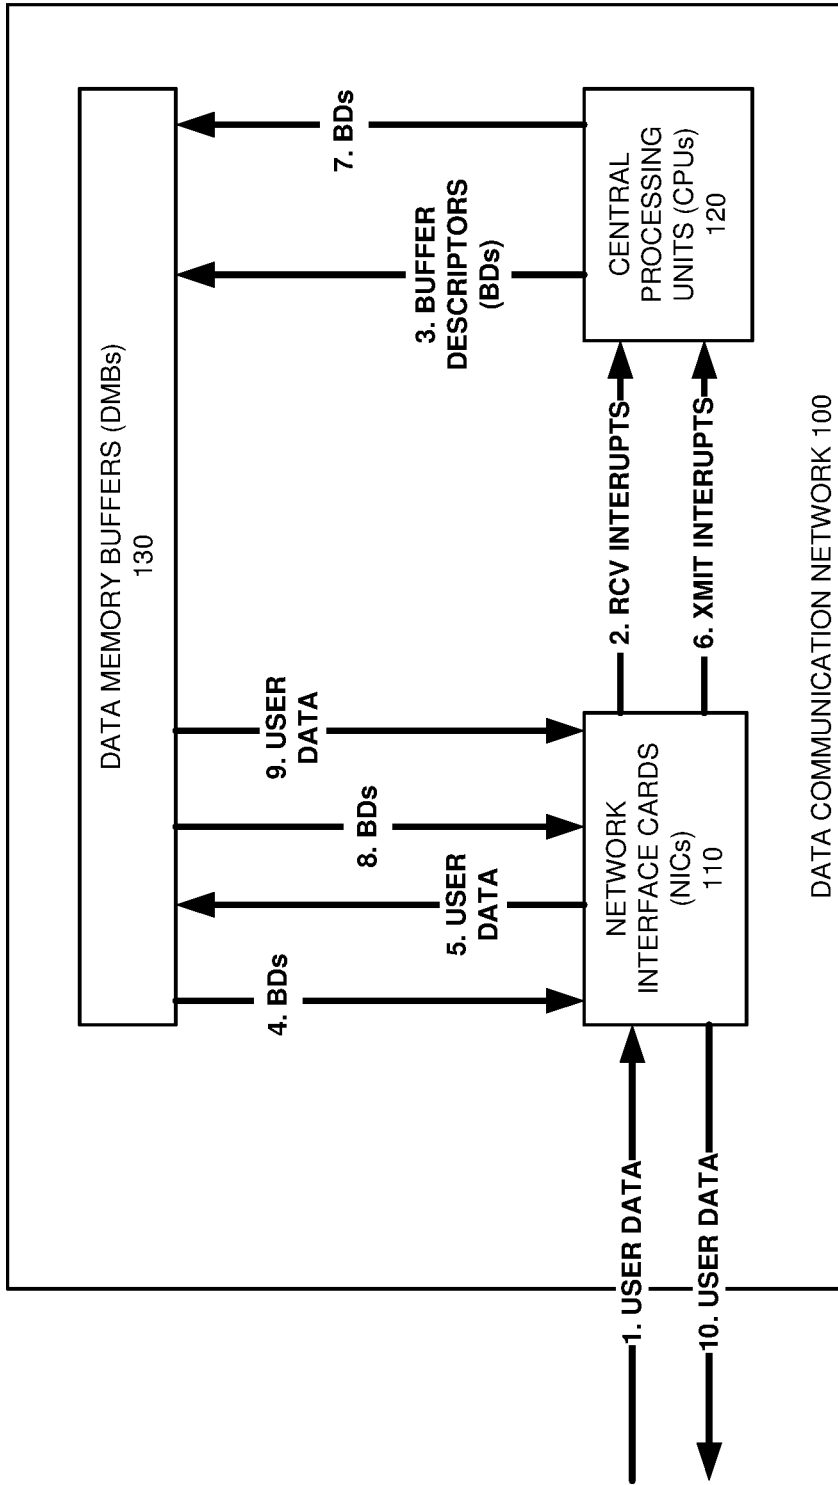 DATA MEMORY BUFFERS (DMBs)
130
4. BDs
5. USER
DATA
8. BDs
9. USER
DATA
3. BUFFER
DESCRIPTORS
(BDs)
7. BDs
1. USER DATA
10. USER DATA
NETWORK
INTERFACE CARDS
(NICs)
110
2. RCV INTERUPTS
6. XMIT INTERUPTS
CENTRAL
PROCESSING
UNITS (CPUs)
120
DATA COMMUNICATION NETWORK 100